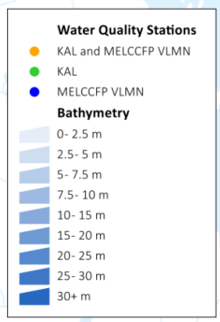 Water Quality Stations
KAL and MELCCFP VLMN
KAL
MELCCFP VLMN
Bathymetry
0- 2.5 m
2.5- 5 m
5- 7.5 m
7.5- 10 m
10- 15 m
15- 20 m
20- 25 m
25- 30 m
30+ m